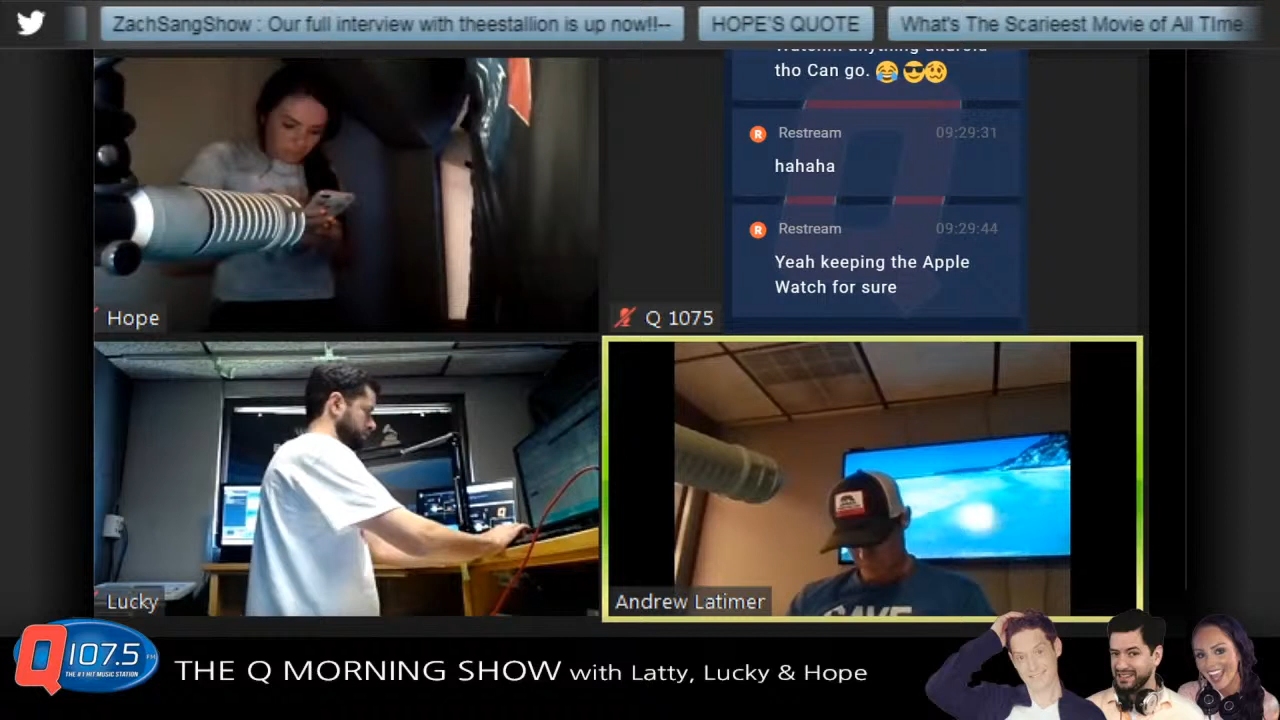 ZachSangShow : Our full interview with theestallion is up now!!--
HOPE'S QUOTE
What's The Scarieest Movie of All TIme
tho Can go. 😂😎🥴
Restream 09:29:31
hahaha
Restream 09:29:44
Yeah keeping the Apple
Watch for sure
Hope
Q 1075
Lucky
Andrew Latimer
Q107.5 FM
THE #1 HIT MUSIC STATION
THE Q MORNING SHOW with Latty, Lucky & Hope